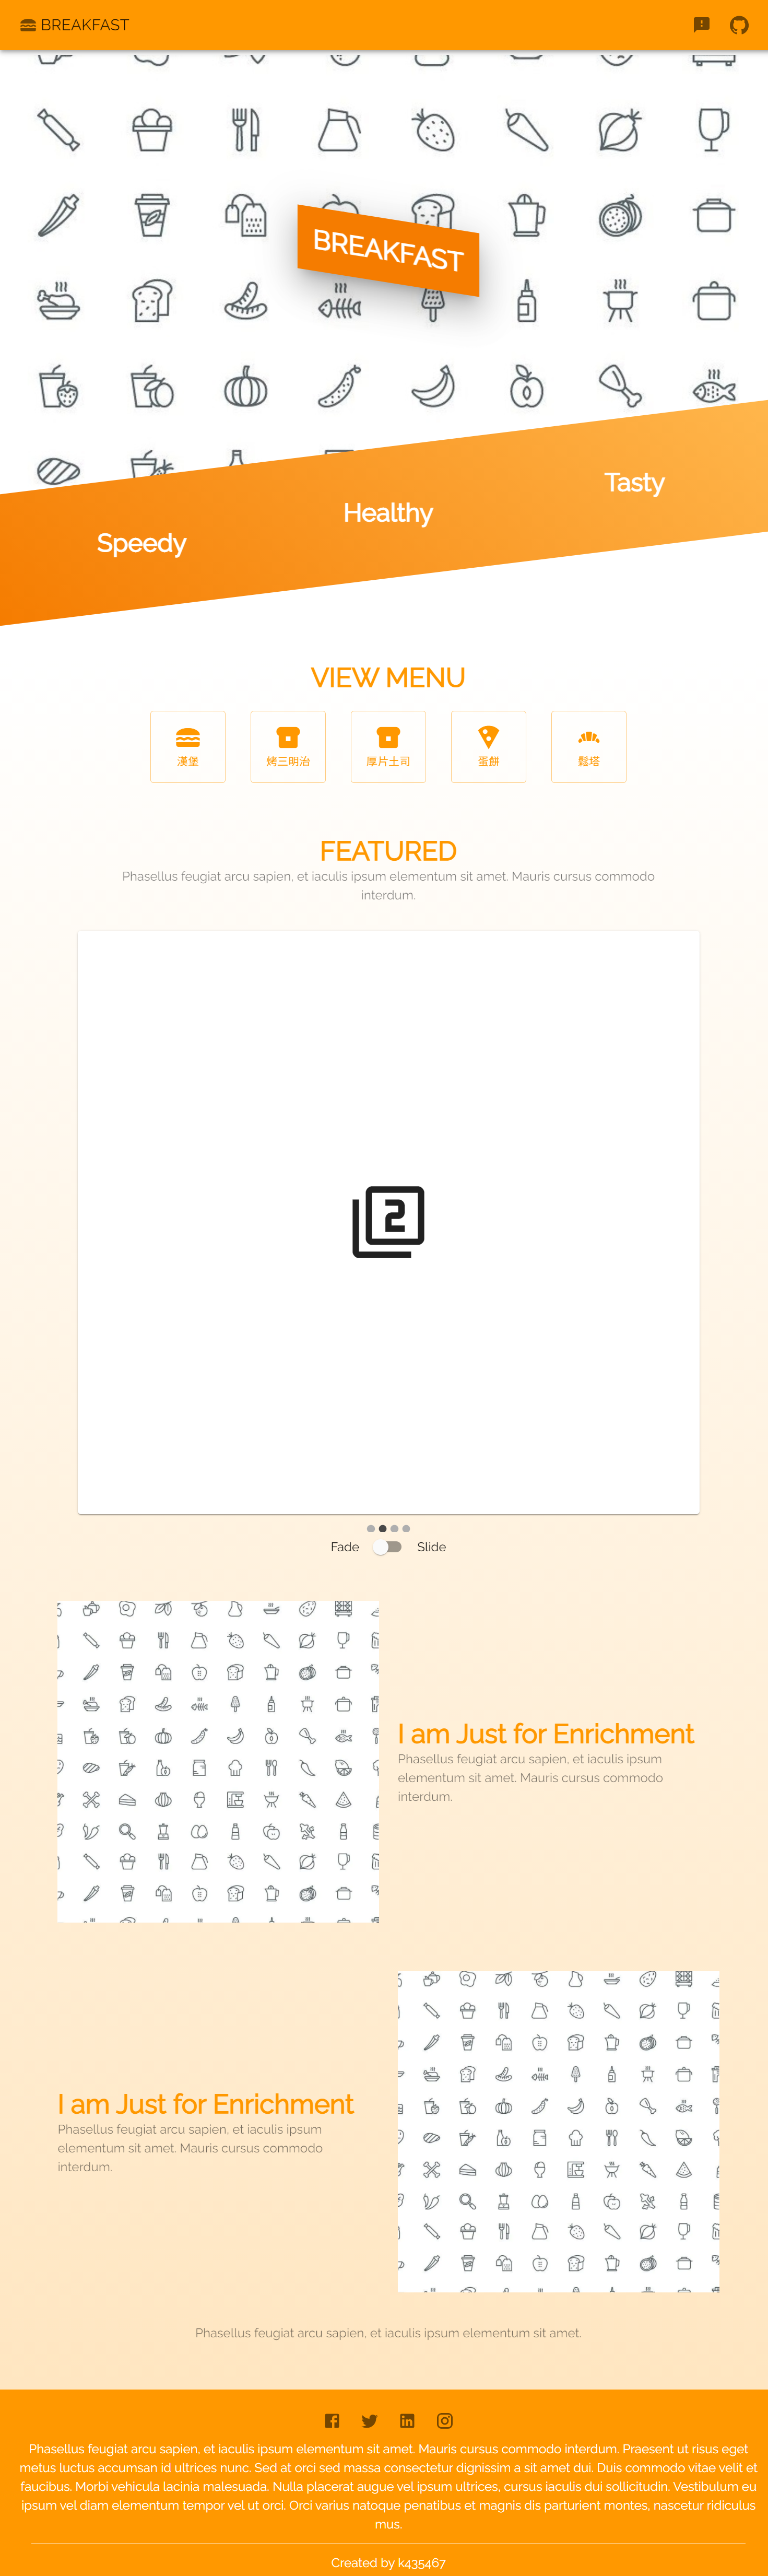 BREAKFAST
BREAKFAST
Tasty
Healthy
Speedy
VIEW MENU
漢堡
烤三明治
厚片土司
蛋餅
鬆塔
FEATURED
Phasellus feugiat arcu sapien, et iaculis ipsum elementum sit amet. Mauris cursus commodo
interdum.
2
Fade
Slide
I am Just for Enrichment
Phasellus feugiat arcu sapien, et iaculis ipsum
elementum sit amet. Mauris cursus commodo
interdum.
I am Just for Enrichment
Phasellus feugiat arcu sapien, et iaculis ipsum
elementum sit amet. Mauris cursus commodo
interdum.
Phasellus feugiat arcu sapien, et iaculis ipsum elementum sit amet.
Phasellus feugiat arcu sapien, et iaculis ipsum elementum sit amet. Mauris cursus commodo interdum. Praesent ut risus eget
metus luctus accumsan id ultrices nunc. Sed at orci sed massa consectetur dignissim a sit amet dui. Duis commodo vitae velit et
faucibus. Morbi vehicula lacinia malesuada. Nulla placerat augue vel ipsum ultrices, cursus iaculis dui sollicitudin. Vestibulum eu
ipsum vel diam elementum tempor vel ut orci. Orci varius natoque penatibus et magnis dis parturient montes, nascetur ridiculus
mus.
Created by k435467